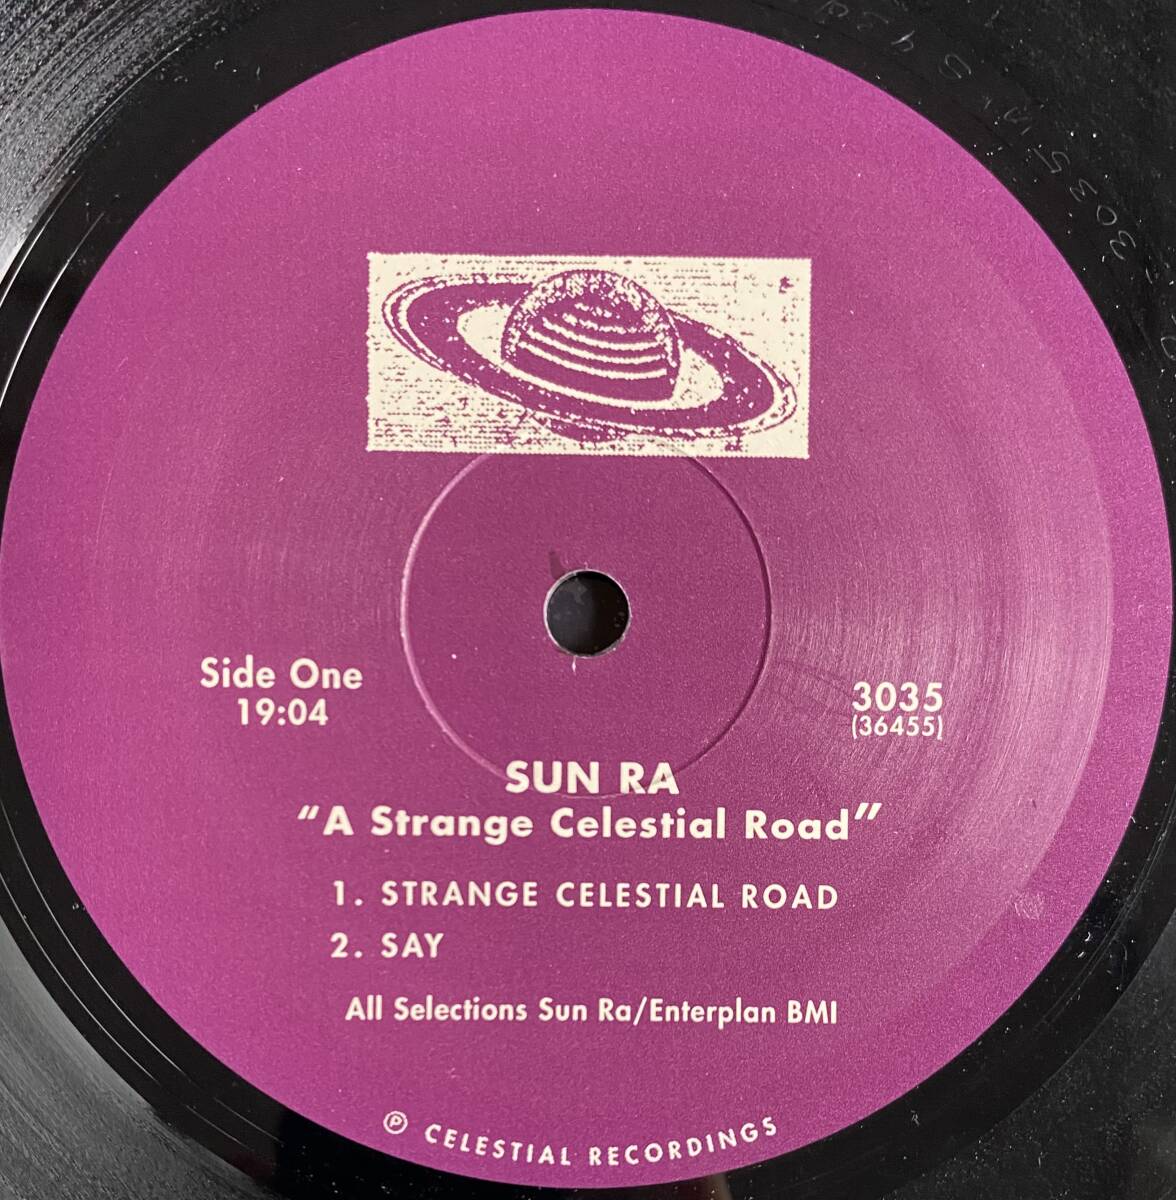 Side One
19:04
3035
(36455)
SUN RA
“A Strange Celestial Road”
1. STRANGE CELESTIAL ROAD
2. SAY
All Selections Sun Ra/Enterplan BMI
Ⓟ CELESTIAL RECORDINGS